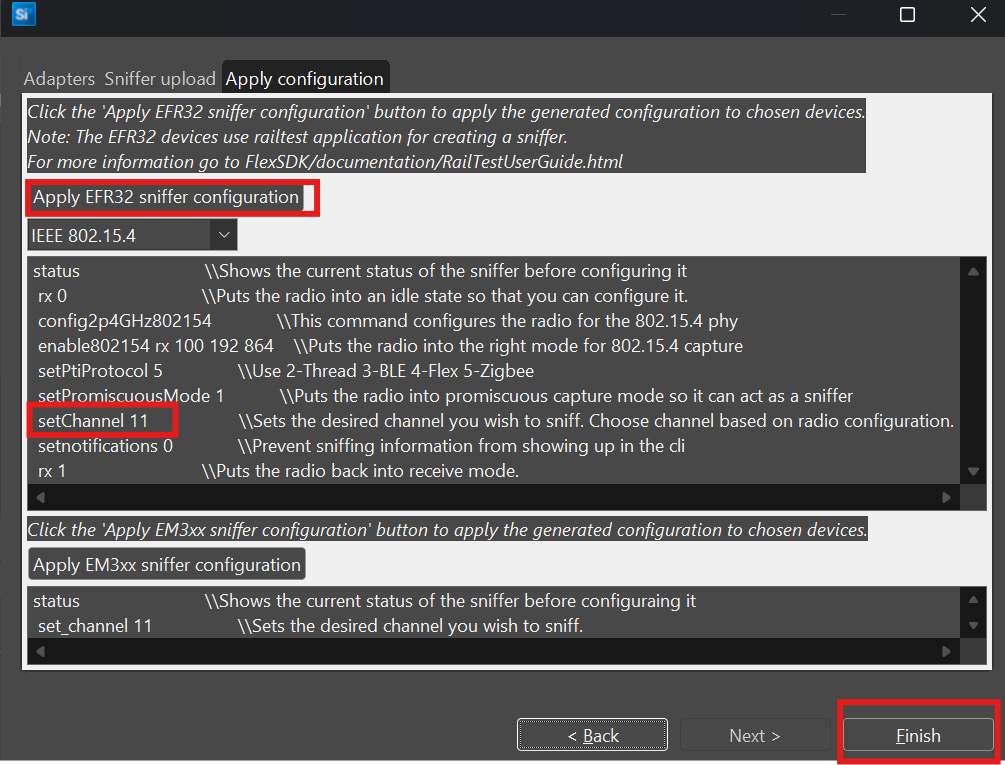 Si
Adapters Sniffer upload Apply configuration
Click the 'Apply EFR32 sniffer configuration' button to apply the generated configuration to chosen devices.
Note: The EFR32 devices use railtest application for creating a sniffer.
For more information go to FlexSDK/documentation/RailTestUserGuide.html
Apply EFR32 sniffer configuration
IEEE 802.15.4
status \\Shows the current status of the sniffer before configuring it
rx 0 \\Puts the radio into an idle state so that you can configure it.
config2p4GHz802154 \\This command configures the radio for the 802.15.4 phy
enable802154 rx 100 192 864 \\Puts the radio into the right mode for 802.15.4 capture
setPtiProtocol 5 \\Use 2-Thread 3-BLE 4-Flex 5-Zigbee
setPromiscuousMode 1 \\Puts the radio into promiscuous capture mode so it can act as a sniffer
setChannel 11 \\Sets the desired channel you wish to sniff. Choose channel based on radio configuration.
setnotifications 0 \\Prevent sniffing information from showing up in the cli
rx 1 \\Puts the radio back into receive mode.
Click the 'Apply EM3xx sniffer configuration' button to apply the generated configuration to chosen devices.
Apply EM3xx sniffer configuration
status \\Shows the current status of the sniffer before configuraing it
set_channel 11 \\Sets the desired channel you wish to sniff.
< Back Next > Finish